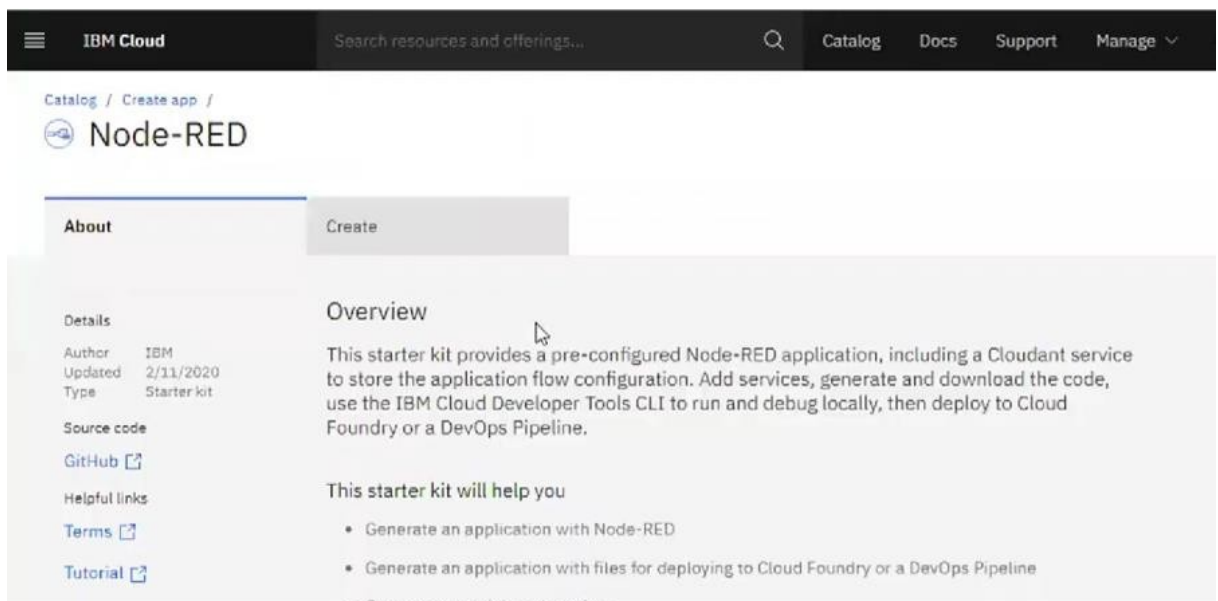 IBM Cloud
Search resources and offerings...
Catalog
Docs
Support
Manage
Catalog / Create app /
Node-RED
About
Create
Details
Author IBM
Updated 2/11/2020
Type Starter kit
Source code
GitHub
Helpful links
Terms
Tutorial
Overview
This starter kit provides a pre-configured Node-RED application, including a Cloudant service
to store the application flow configuration. Add services, generate and download the code,
use the IBM Cloud Developer Tools CLI to run and debug locally, then deploy to Cloud
Foundry or a DevOps Pipeline.
This starter kit will help you
• Generate an application with Node-RED
• Generate an application with files for deploying to Cloud Foundry or a DevOps Pipeline